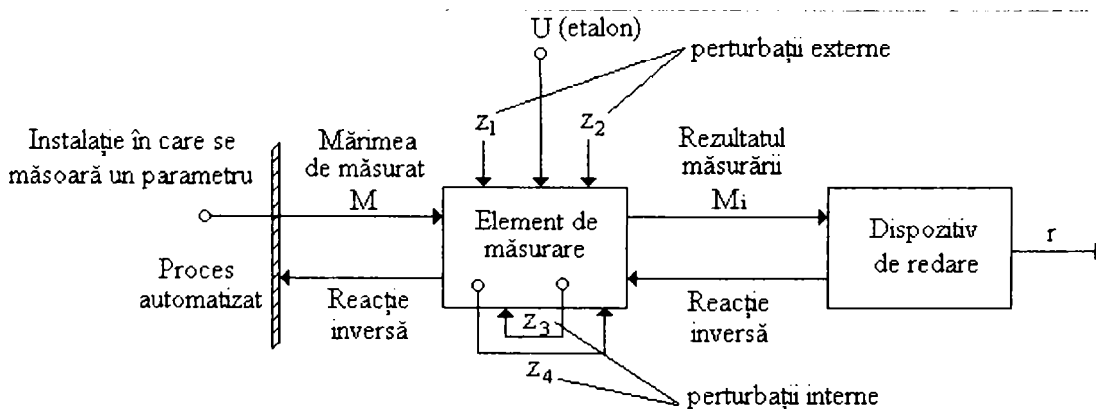 U (etalon)
perturbații externe
z1
z2
Instalație în care se
măsoară un parametru
Mărimea
de măsurat
M
Rezultatul
măsurării
Mi
Element de
măsurare
Dispozitiv
de redare
r
Proces
automatizat
Reacție
inversă
Reacție
inversă
z3
z4
perturbații interne